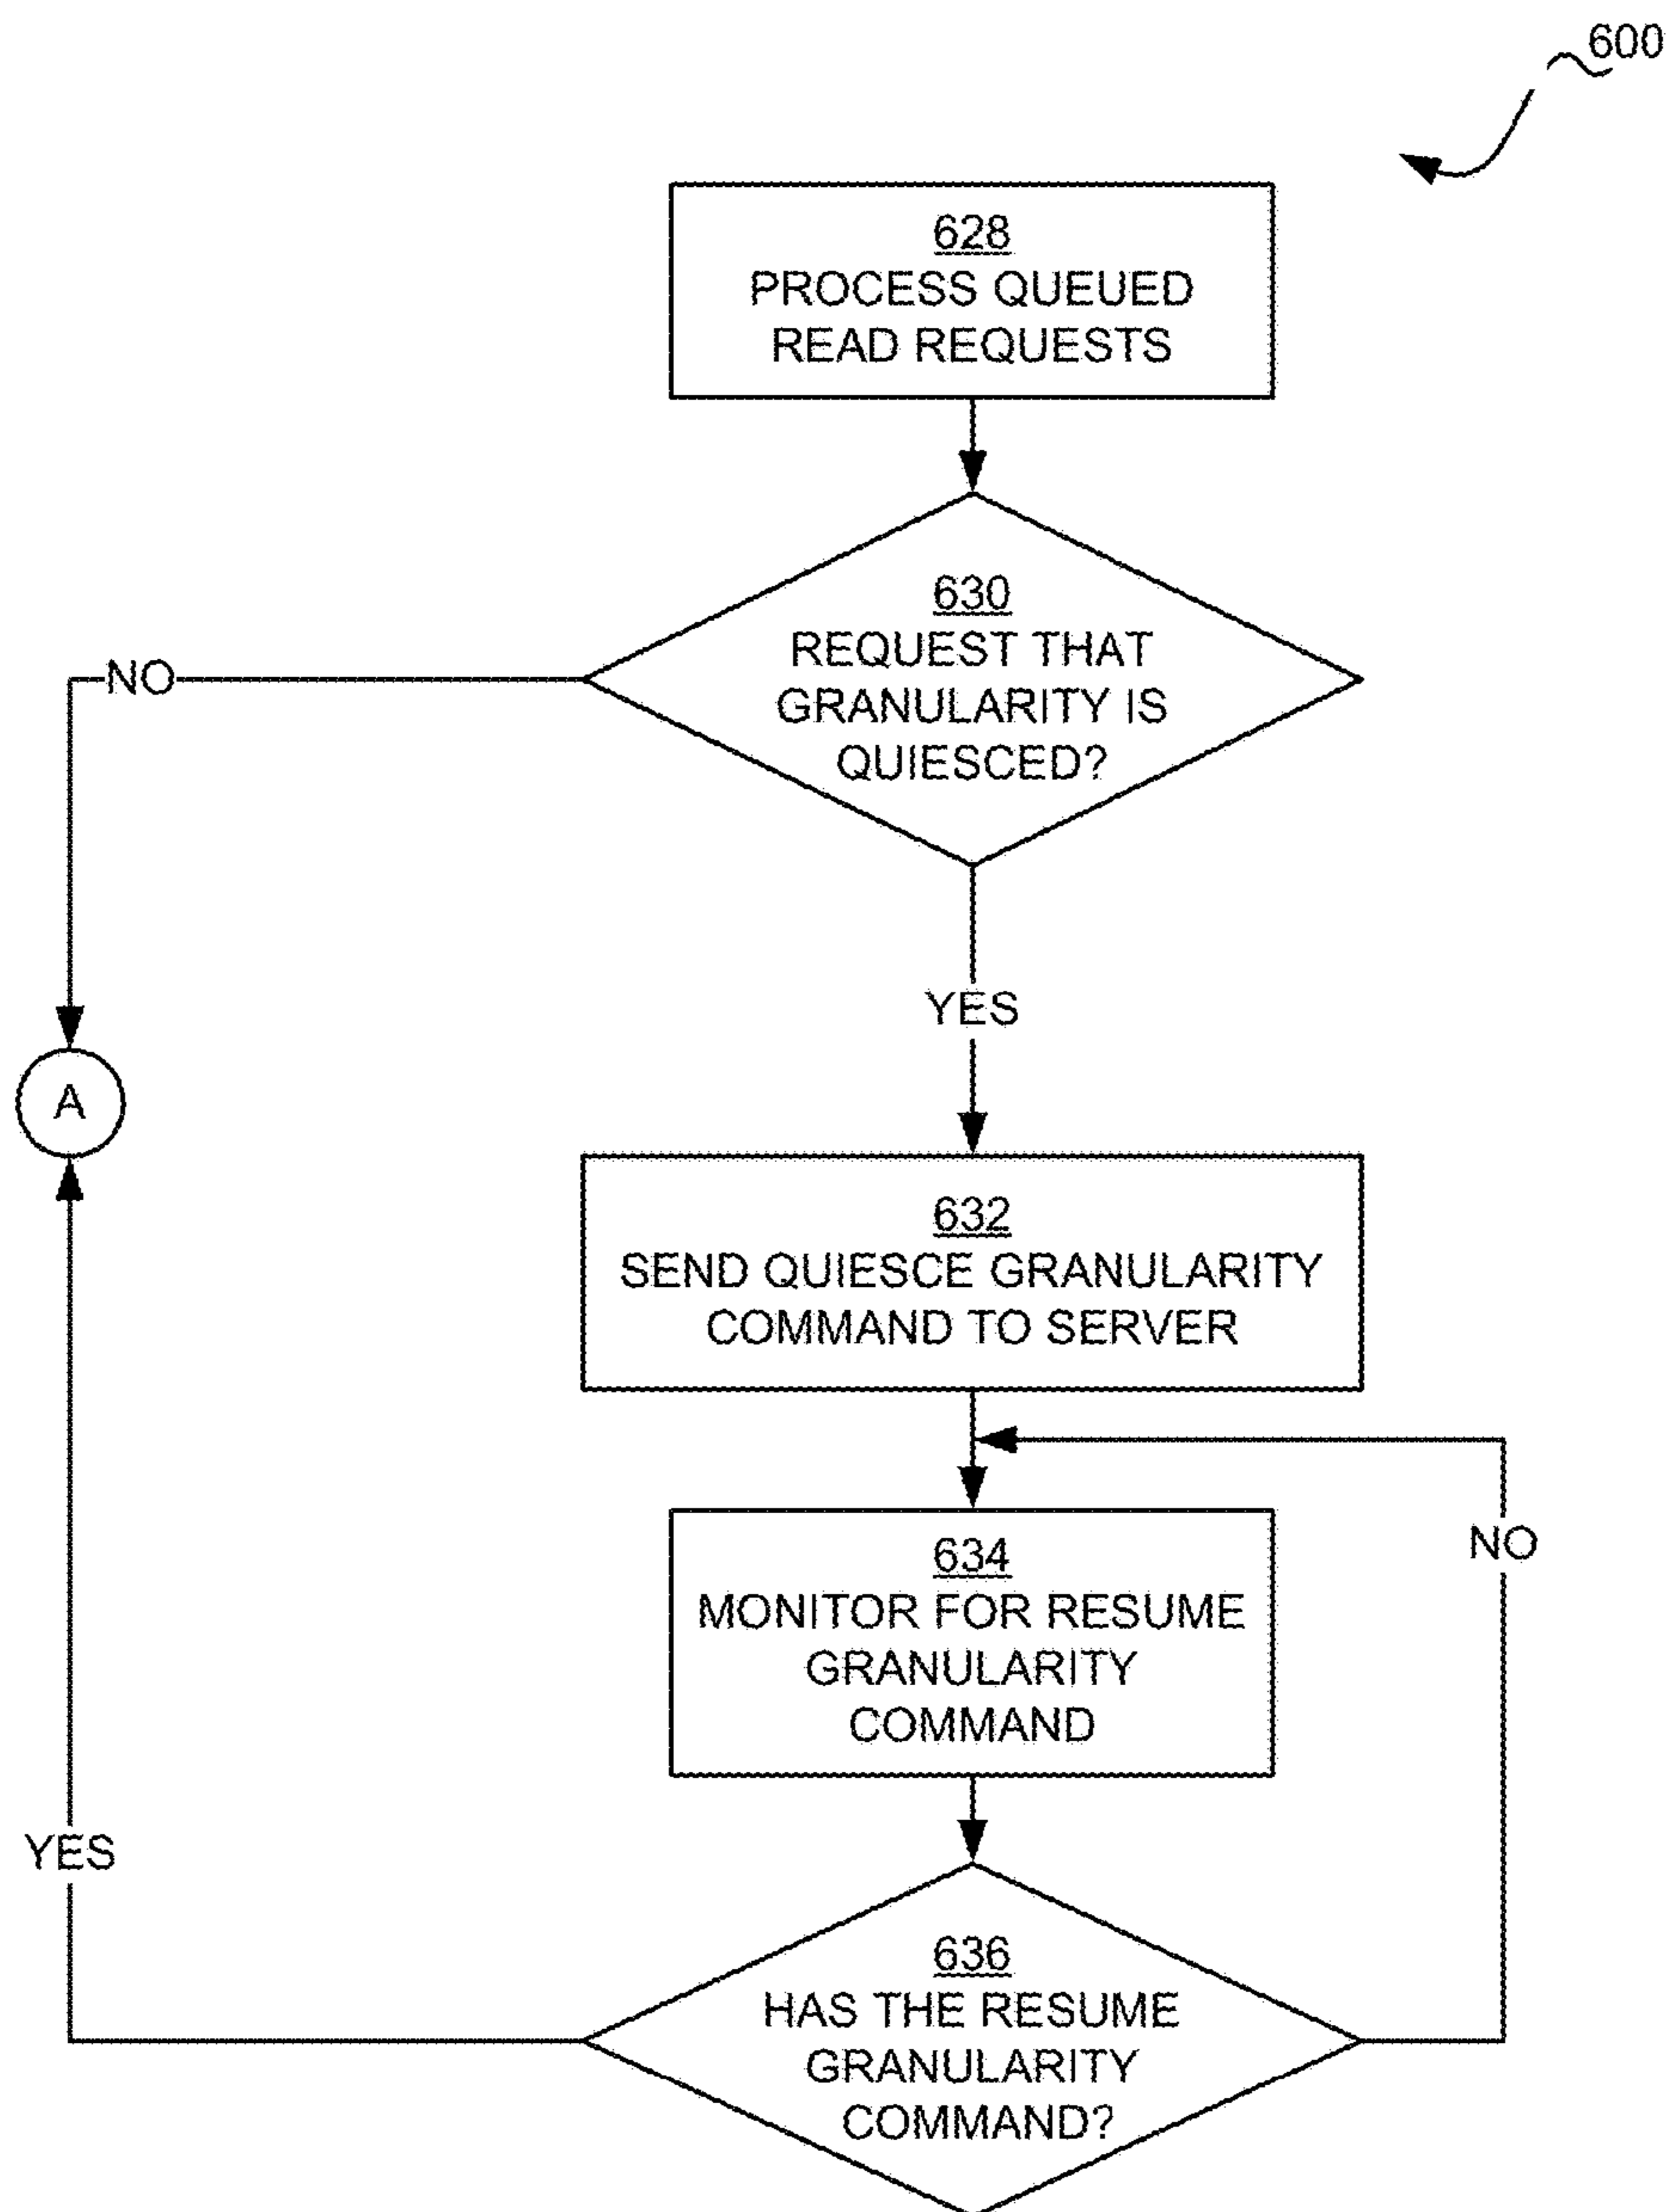 600
628
PROCESS QUEUED
READ REQUESTS
630
REQUEST THAT
GRANULARITY IS
QUIESCED?
NO
YES
A
632
SEND QUIESCE GRANULARITY
COMMAND TO SERVER
634
MONITOR FOR RESUME
GRANULARITY
COMMAND
NO
YES
636
HAS THE RESUME
GRANULARITY
COMMAND?